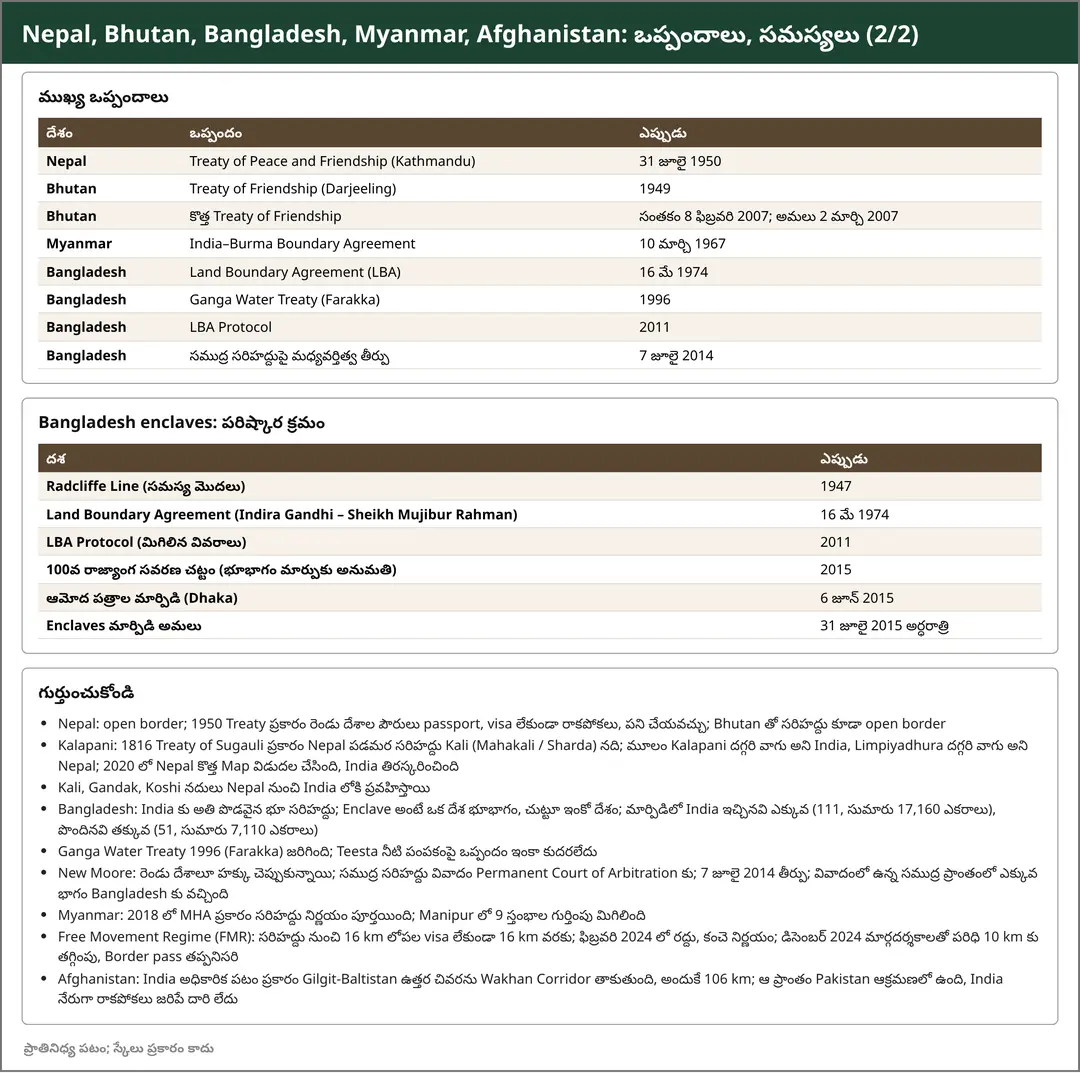 Nepal, Bhutan, Bangladesh, Myanmar, Afghanistan: ఒప్పందాలు, సమస్యలు (2/2)
ముఖ్య ఒప్పందాలు
దేశం ఒప్పందం ఎప్పుడు
Nepal Treaty of Peace and Friendship (Kathmandu) 31 జూలై 1950
Bhutan Treaty of Friendship (Darjeeling) 1949
Bhutan కొత్త Treaty of Friendship సంతకం 8 ఫిబ్రవరి 2007; అమలు 2 మార్చి 2007
Myanmar India–Burma Boundary Agreement 10 మార్చి 1967
Bangladesh Land Boundary Agreement (LBA) 16 మే 1974
Bangladesh Ganga Water Treaty (Farakka) 1996
Bangladesh LBA Protocol 2011
Bangladesh సముద్ర సరిహద్దుపై మధ్యవర్తిత్వ తీర్పు 7 జూలై 2014
Bangladesh enclaves: పరిష్కార క్రమం
దశ ఎప్పుడు
Radcliffe Line (సమస్య మొదలు) 1947
Land Boundary Agreement (Indira Gandhi – Sheikh Mujibur Rahman) 16 మే 1974
LBA Protocol (మిగిలిన వివరాలు) 2011
100వ రాజ్యాంగ సవరణ చట్టం (భూభాగం మార్పుకు అనుమతి) 2015
ఆమోద పత్రాల మార్పిడి (Dhaka) 6 జూన్ 2015
Enclaves మార్పిడి అమలు 31 జూలై 2015 అర్ధరాత్రి
గుర్తుంచుకోండి
• Nepal: open border; 1950 Treaty ప్రకారం రెండు దేశాల పౌరులు passport, visa లేకుండా రాకపోకలు, పని చేయవచ్చు; Bhutan తో సరిహద్దు కూడా open border
• Kalapani: 1816 Treaty of Sugauli ప్రకారం Nepal పడమర సరిహద్దు Kali (Mahakali / Sharda) నది; మూలం Kalapani దగ్గరి వాగు అని India, Limpiyadhura దగ్గరి వాగు అని
Nepal; 2020 లో Nepal కొత్త Map విడుదల చేసింది, India తిరస్కరించింది
• Kali, Gandak, Koshi నదులు Nepal నుంచి India లోకి ప్రవహిస్తాయి
• Bangladesh: India కు అతి పొడవైన భూ సరిహద్దు; Enclave అంటే ఒక దేశ భూభాగం, చుట్టూ ఇంకో దేశం; మార్పిడిలో India ఇచ్చినవి ఎక్కువ (111, సుమారు 17,160 ఎకరాలు),
పొందినవి తక్కువ (51, సుమారు 7,110 ఎకరాలు)
• Ganga Water Treaty 1996 (Farakka) జరిగింది; Teesta నీటి పంపకంపై ఒప్పందం ఇంకా కుదరలేదు
• New Moore: రెండు దేశాలూ హక్కు చెప్పుకున్నాయి; సముద్ర సరిహద్దు వివాదం Permanent Court of Arbitration కు; 7 జూలై 2014 తీర్పు; వివాదంలో ఉన్న సముద్ర ప్రాంతంలో ఎక్కువ
భాగం Bangladesh కు వచ్చింది
• Myanmar: 2018 లో MHA ప్రకారం సరిహద్దు నిర్ణయం పూర్తయింది; Manipur లో 9 స్తంభాల గుర్తింపు మిగిలింది
• Free Movement Regime (FMR): సరిహద్దు నుంచి 16 km లోపల visa లేకుండా 16 km వరకు; ఫిబ్రవరి 2024 లో రద్దు, కంచె నిర్ణయం; డిసెంబర్ 2024 మార్గదర్శకాలతో పరిధి 10 km కు
తగ్గింపు, Border pass తప్పనిసరి
• Afghanistan: India అధికారిక పటం ప్రకారం Gilgit-Baltistan ఉత్తర చివరను Wakhan Corridor తాకుతుంది, అందుకే 106 km; ఆ ప్రాంతం Pakistan ఆక్రమణలో ఉంది, India
నేరుగా రాకపోకలు జరిపే దారి లేదు
ప్రాతినిధ్య పటం; స్కేలు ప్రకారం కాదు